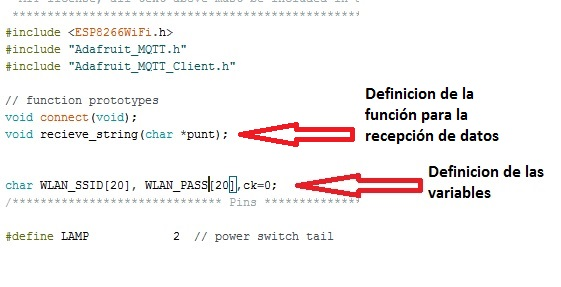 #include <ESP8266WiFi.h>
#include "Adafruit_MQTT.h"
#include "Adafruit_MQTT_Client.h"
// function prototypes
void connect(void);
void recieve_string(char *punt);
Definicion de la
función para la
recepción de datos
char WLAN_SSID[20], WLAN_PASS[20],ck=0;
Definicion de las
variables
/***************************** Pins ****************
#define LAMP 2 // power switch tail